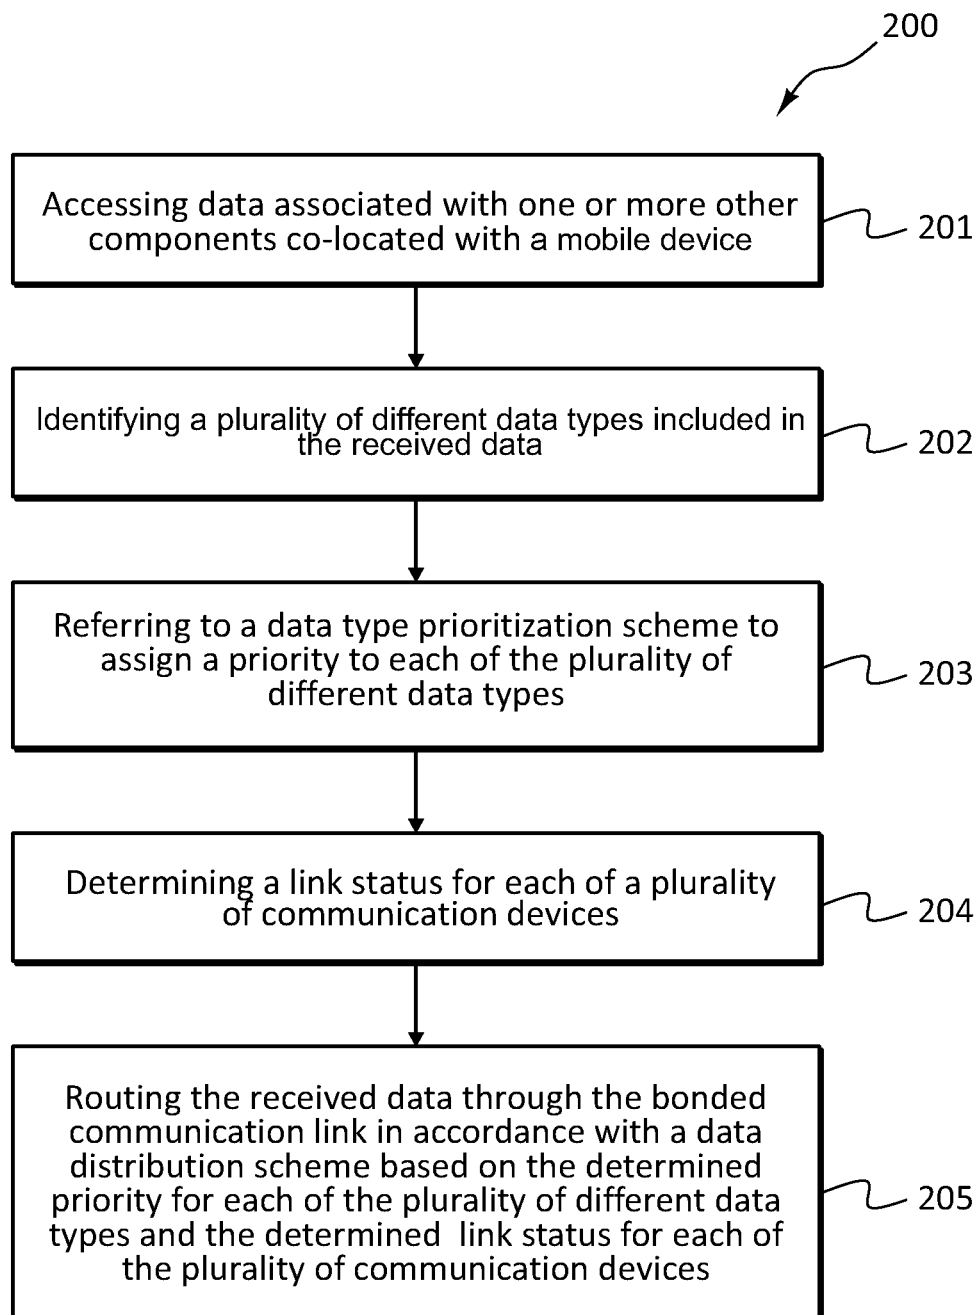 200
Accessing data associated with one or more other
components co-located with a mobile device
201
Identifying a plurality of different data types included in
the received data
202
Referring to a data type prioritization scheme to
assign a priority to each of the plurality of
different data types
203
Determining a link status for each of a plurality
of communication devices
204
Routing the received data through the bonded
communication link in accordance with a data
distribution scheme based on the determined
priority for each of the plurality of different data
types and the determined link status for each of
the plurality of communication devices
205